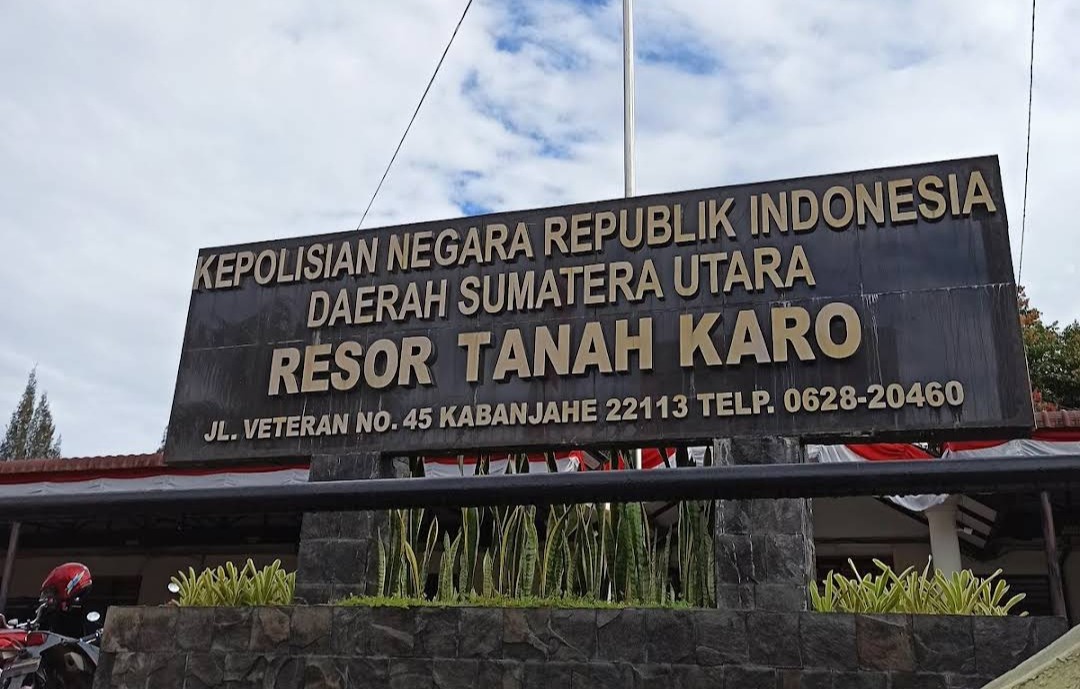 KEPOLISIAN NEGARA REPUBLIK INDONESIA
DAERAH SUMATERA UTARA
RESOR TANAH KARO
JL. VETERAN NO. 45 KABANJAHE 22113 TELP. 0628-20460